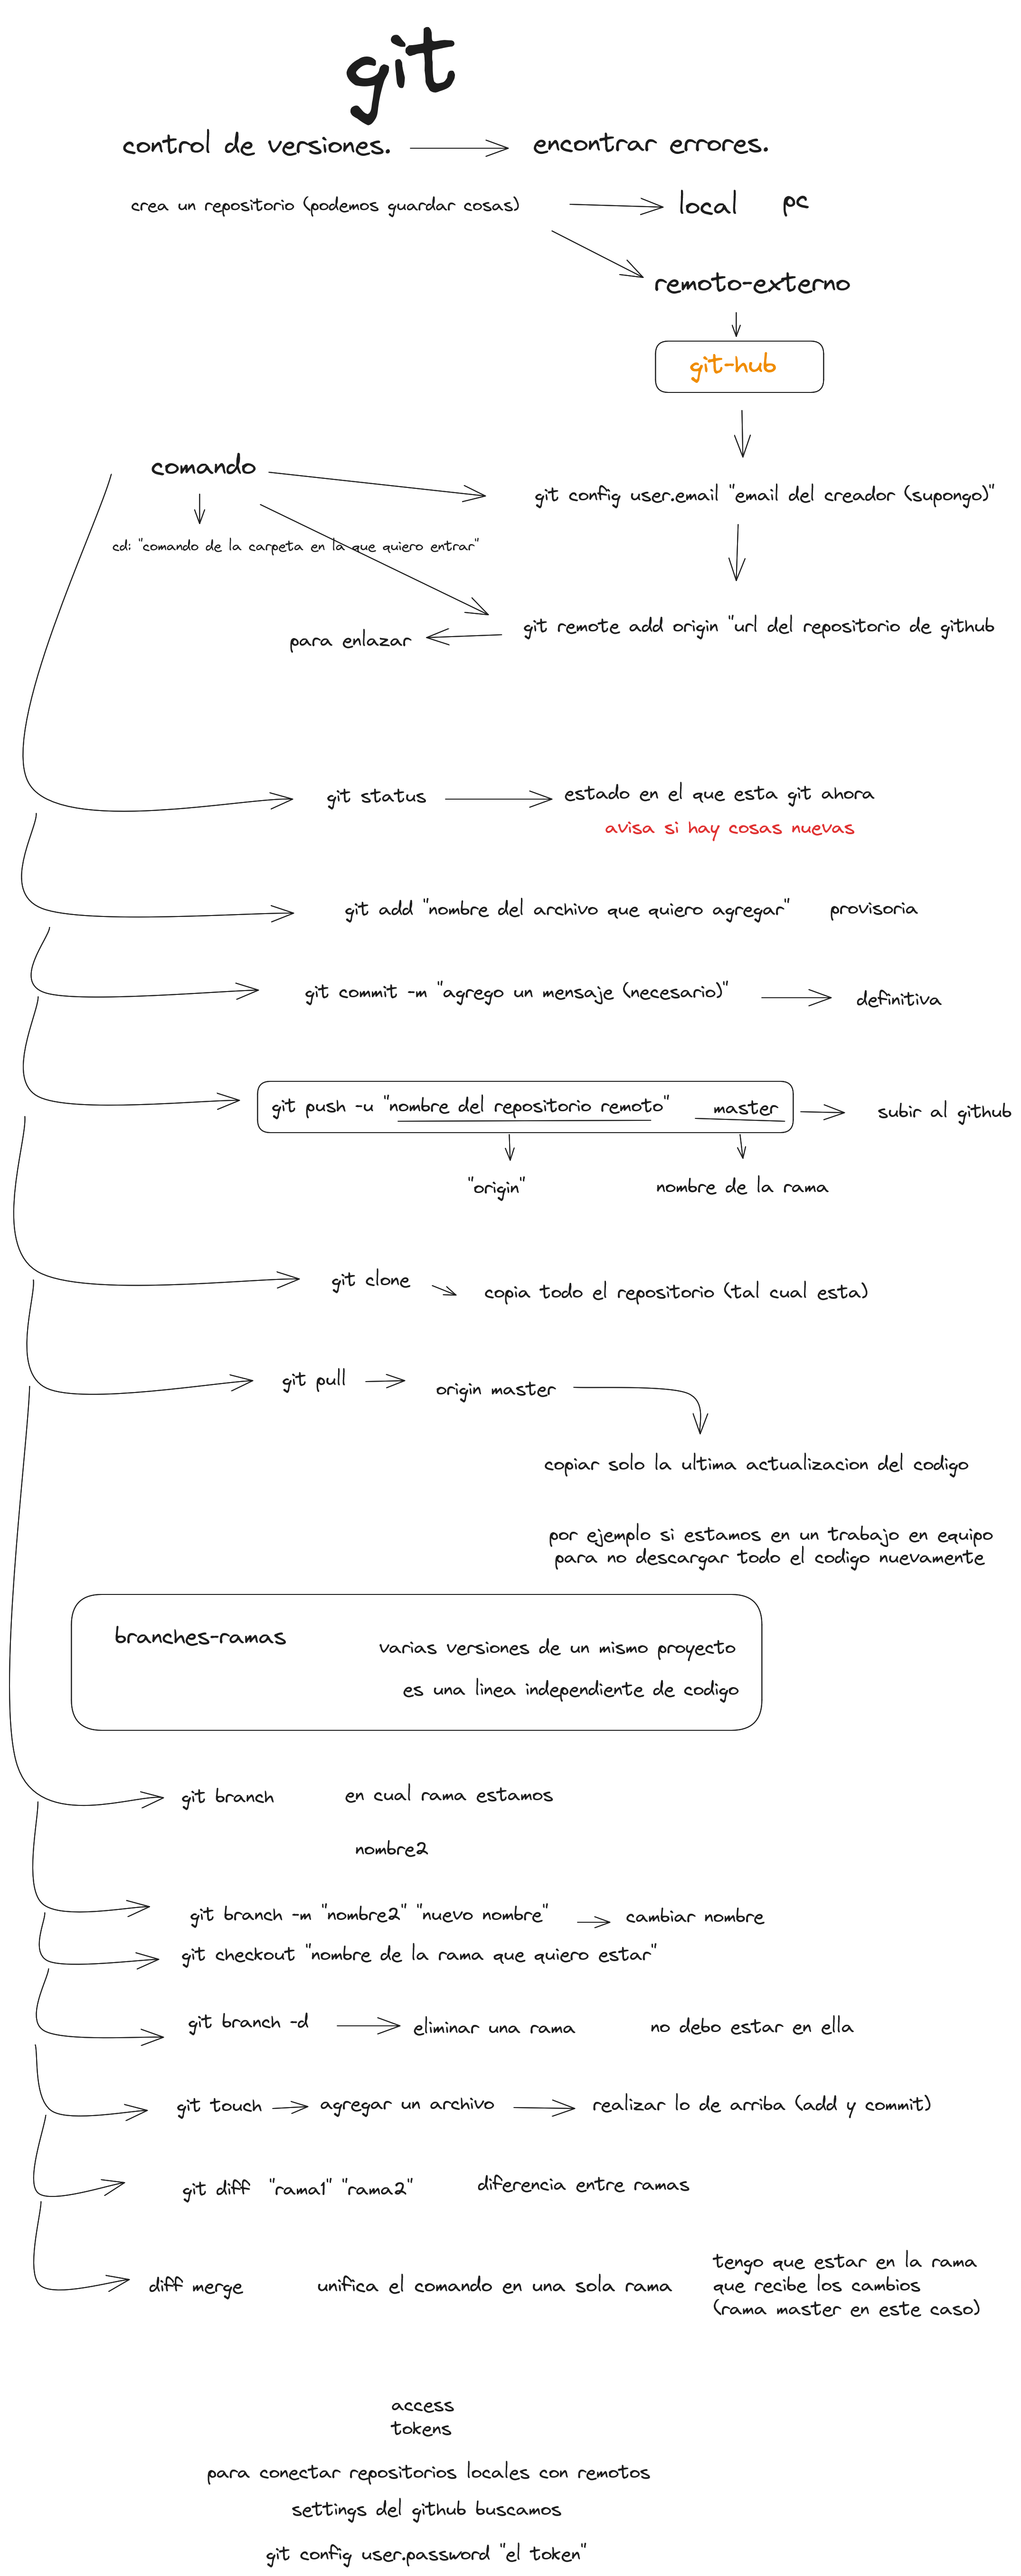 git
control de versiones. encontrar errores.
crea un repositorio (podemos guardar cosas) local pc
remoto-externo
git-hub
comando
git config user.email "email del creador (supongo)"
cd: "comando de la carpeta en la que quiero entrar"
git remote add origin "url del repositorio de github
para enlazar
git status estado en el que esta git ahora
avisa si hay cosas nuevas
git add "nombre del archivo que quiero agregar" provisoria
git commit -m "agrego un mensaje (necesario)" definitiva
git push -u "nombre del repositorio remoto" master subir al github
"origin" nombre de la rama
git clone copia todo el repositorio (tal cual esta)
git pull origin master
copiar solo la ultima actualizacion del codigo
por ejemplo si estamos en un trabajo en equipo
para no descargar todo el codigo nuevamente
branches-ramas
varias versiones de un mismo proyecto
es una linea independiente de codigo
git branch en cual rama estamos
nombre2
git branch -m "nombre2" "nuevo nombre" cambiar nombre
git checkout "nombre de la rama que quiero estar"
git branch -d eliminar una rama no debo estar en ella
git touch agregar un archivo realizar lo de arriba (add y commit)
git diff "rama1" "rama2" diferencia entre ramas
diff merge unifica el comando en una sola rama
tengo que estar en la rama
que recibe los cambios
(rama master en este caso)
access
tokens
para conectar repositorios locales con remotos
settings del github buscamos
git config user.password "el token"